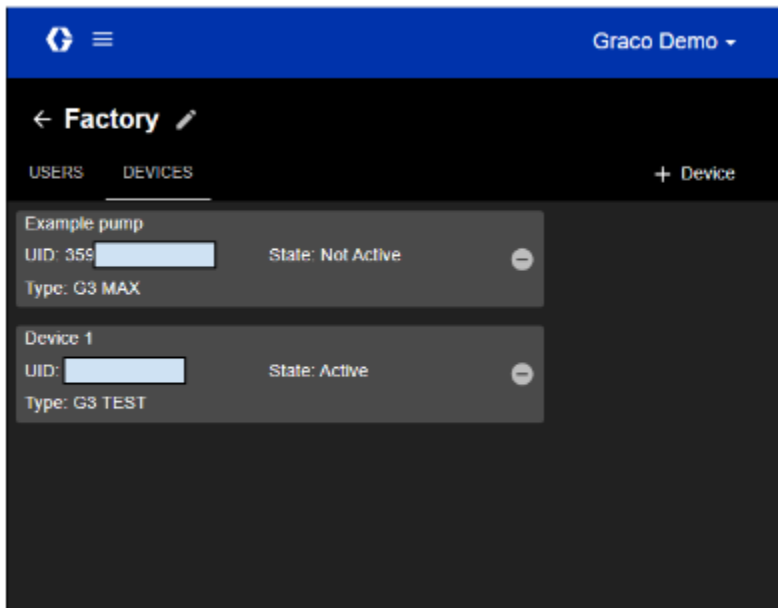 Graco Demo
Factory
USERS DEVICES + Device
Example pump
UID: 359 State: Not Active
Type: G3 MAX
Device 1
UID: State: Active
Type: G3 TEST